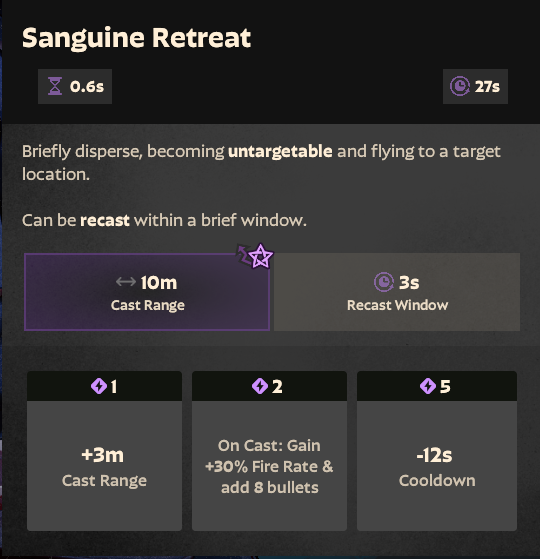 Sanguine Retreat
0.6s
27s
Briefly disperse, becoming untargetable and flying to a target
location.
Can be recast within a brief window.
10m
Cast Range
3s
Recast Window
1
2
5
+3m
Cast Range
On Cast: Gain
+30% Fire Rate &
add 8 bullets
-12s
Cooldown